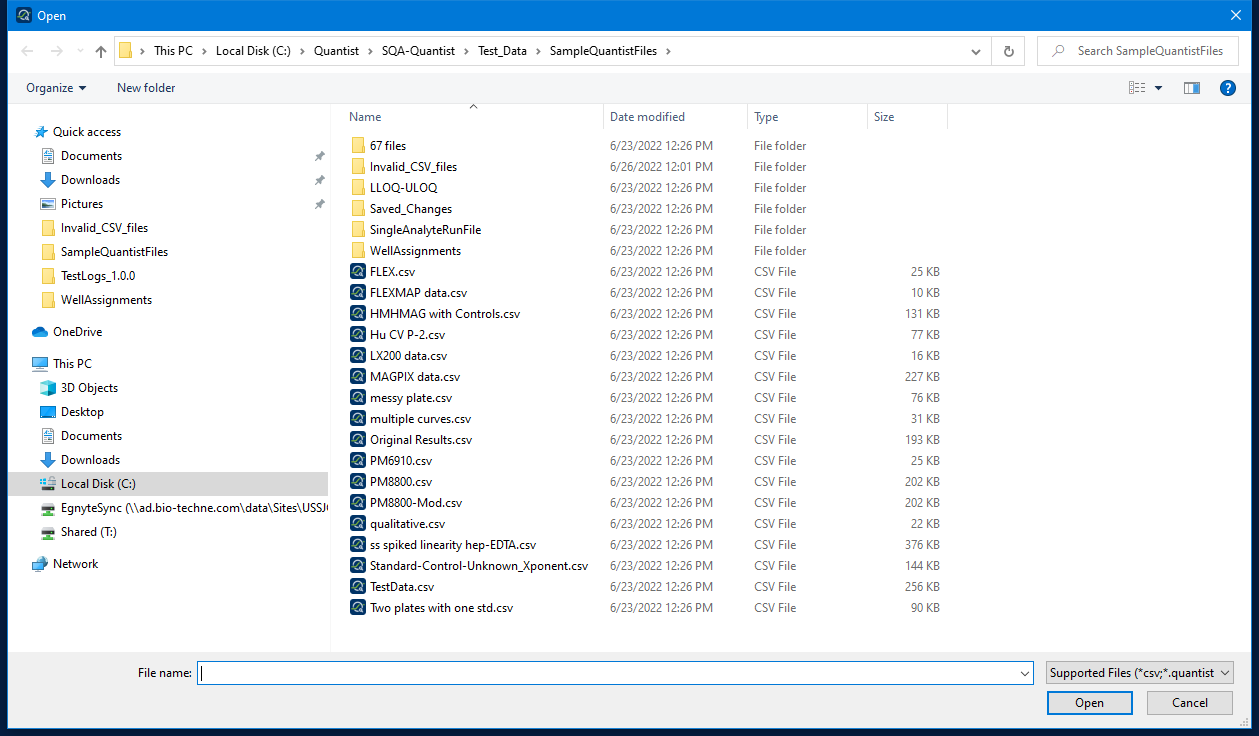 Open
This PC > Local Disk (C:) > Quantist > SQA-Quantist > Test_Data > SampleQuantistFiles >
Search SampleQuantistFiles
Organize
New folder
Quick access
Documents
Downloads
Pictures
Invalid_CSV_files
SampleQuantistFiles
TestLogs_1.0.0
WellAssignments
OneDrive
This PC
3D Objects
Desktop
Documents
Downloads
Local Disk (C:)
EgnyteSync (\\ad.bio-techne.com\data\Sites\USSJ
Shared (T:)
Network
Name Date modified Type Size
67 files 6/23/2022 12:26 PM File folder
Invalid_CSV_files 6/26/2022 12:01 PM File folder
LLOQ-ULOQ 6/23/2022 12:26 PM File folder
Saved_Changes 6/23/2022 12:26 PM File folder
SingleAnalyteRunFile 6/23/2022 12:26 PM File folder
WellAssignments 6/23/2022 12:26 PM File folder
FLEX.csv 6/23/2022 12:26 PM CSV File 25 KB
FLEXMAP data.csv 6/23/2022 12:26 PM CSV File 10 KB
HMHMAG with Controls.csv 6/23/2022 12:26 PM CSV File 131 KB
Hu CV P-2.csv 6/23/2022 12:26 PM CSV File 77 KB
LX200 data.csv 6/23/2022 12:26 PM CSV File 16 KB
MAGPIX data.csv 6/23/2022 12:26 PM CSV File 227 KB
messy plate.csv 6/23/2022 12:26 PM CSV File 76 KB
multiple curves.csv 6/23/2022 12:26 PM CSV File 31 KB
Original Results.csv 6/23/2022 12:26 PM CSV File 193 KB
PM6910.csv 6/23/2022 12:26 PM CSV File 25 KB
PM8800.csv 6/23/2022 12:26 PM CSV File 202 KB
PM8800-Mod.csv 6/23/2022 12:26 PM CSV File 202 KB
qualitative.csv 6/23/2022 12:26 PM CSV File 22 KB
ss spiked linearity hep-EDTA.csv 6/23/2022 12:26 PM CSV File 376 KB
Standard-Control-Unknown_Xponent.csv 6/23/2022 12:26 PM CSV File 144 KB
TestData.csv 6/23/2022 12:26 PM CSV File 256 KB
Two plates with one std.csv 6/23/2022 12:26 PM CSV File 90 KB
File name:
Supported Files (*csv;*.quantist
Open
Cancel